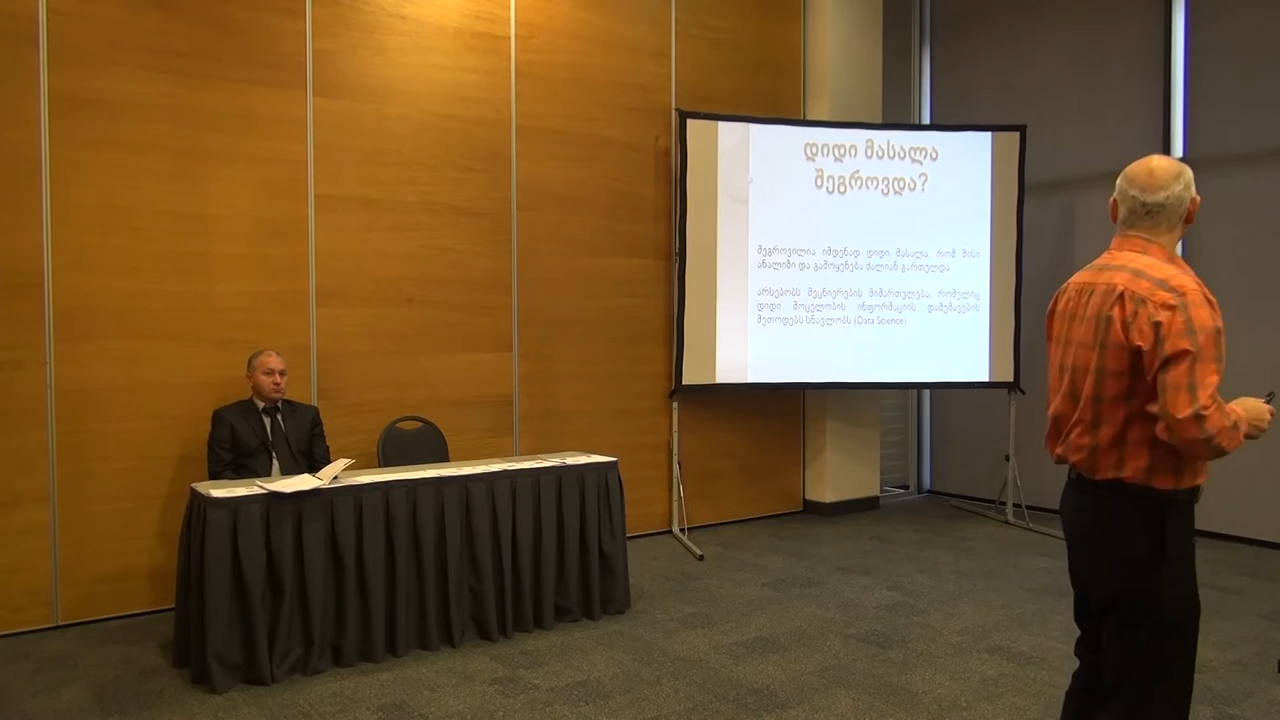 დიდი მასალა
შეგროვდა?
შეგროვილია იმდენად დიდი მასალა, რომ მისი
ანალიზი და გამოყენება ძალიან გართულდა
არსებობს მეცნიერების მიმართულება, რომელიც
დიდი მოცულობის ინფორმაციის დამუშავების
მეთოდებს სწავლობს (Data Science)